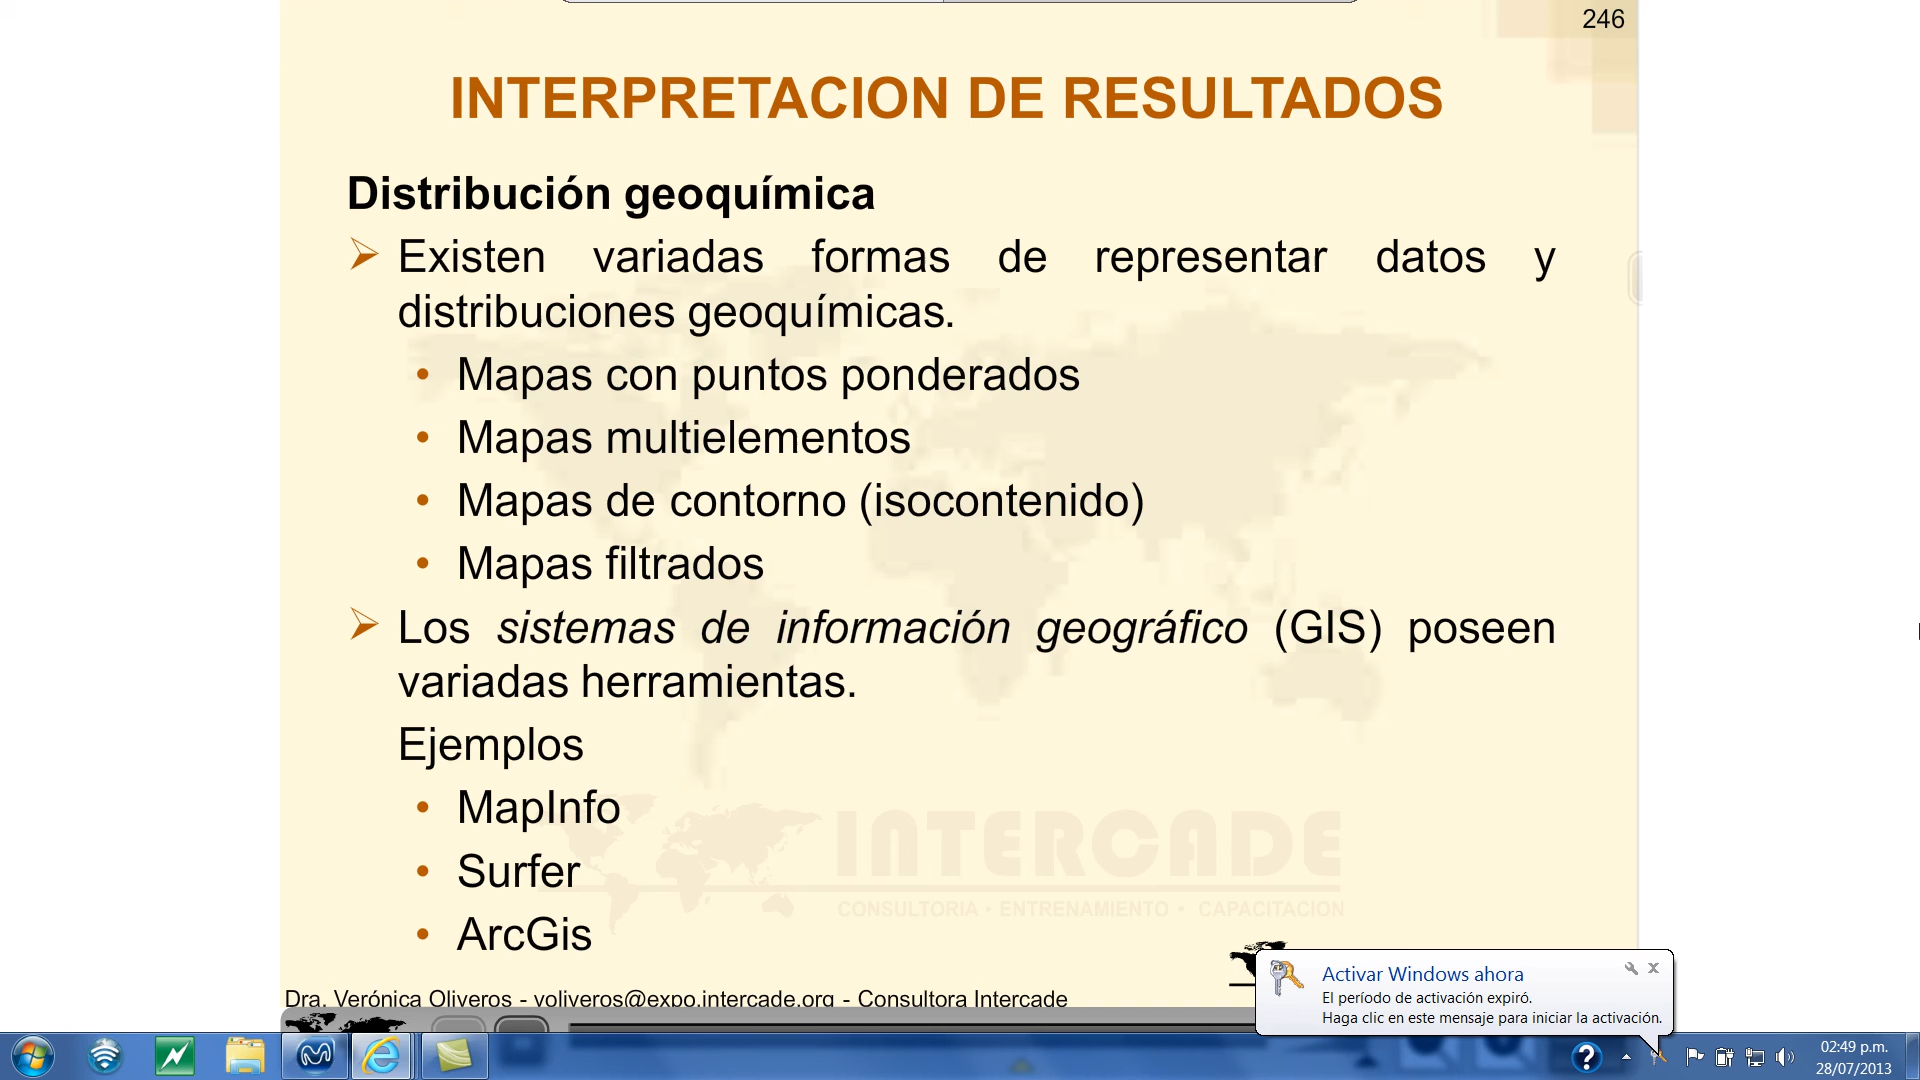 246
INTERPRETACION DE RESULTADOS
Distribución geoquímica
Existen variadas formas de representar datos y
distribuciones geoquímicas.
• Mapas con puntos ponderados
• Mapas multielementos
• Mapas de contorno (isocontenido)
• Mapas filtrados
Los sistemas de información geográfico (GIS) poseen
variadas herramientas.
Ejemplos
• MapInfo
• Surfer
• ArcGis
INTERCADE
CONSULTORIA • ENTRENAMIENTO • CAPACITACION
Dra. Verónica Oliveros - voliveros@expo.intercade.org - Consultora Intercade
Activar Windows ahora
El período de activación expiró.
Haga clic en este mensaje para iniciar la activación.
02:49 p.m.
28/07/2013